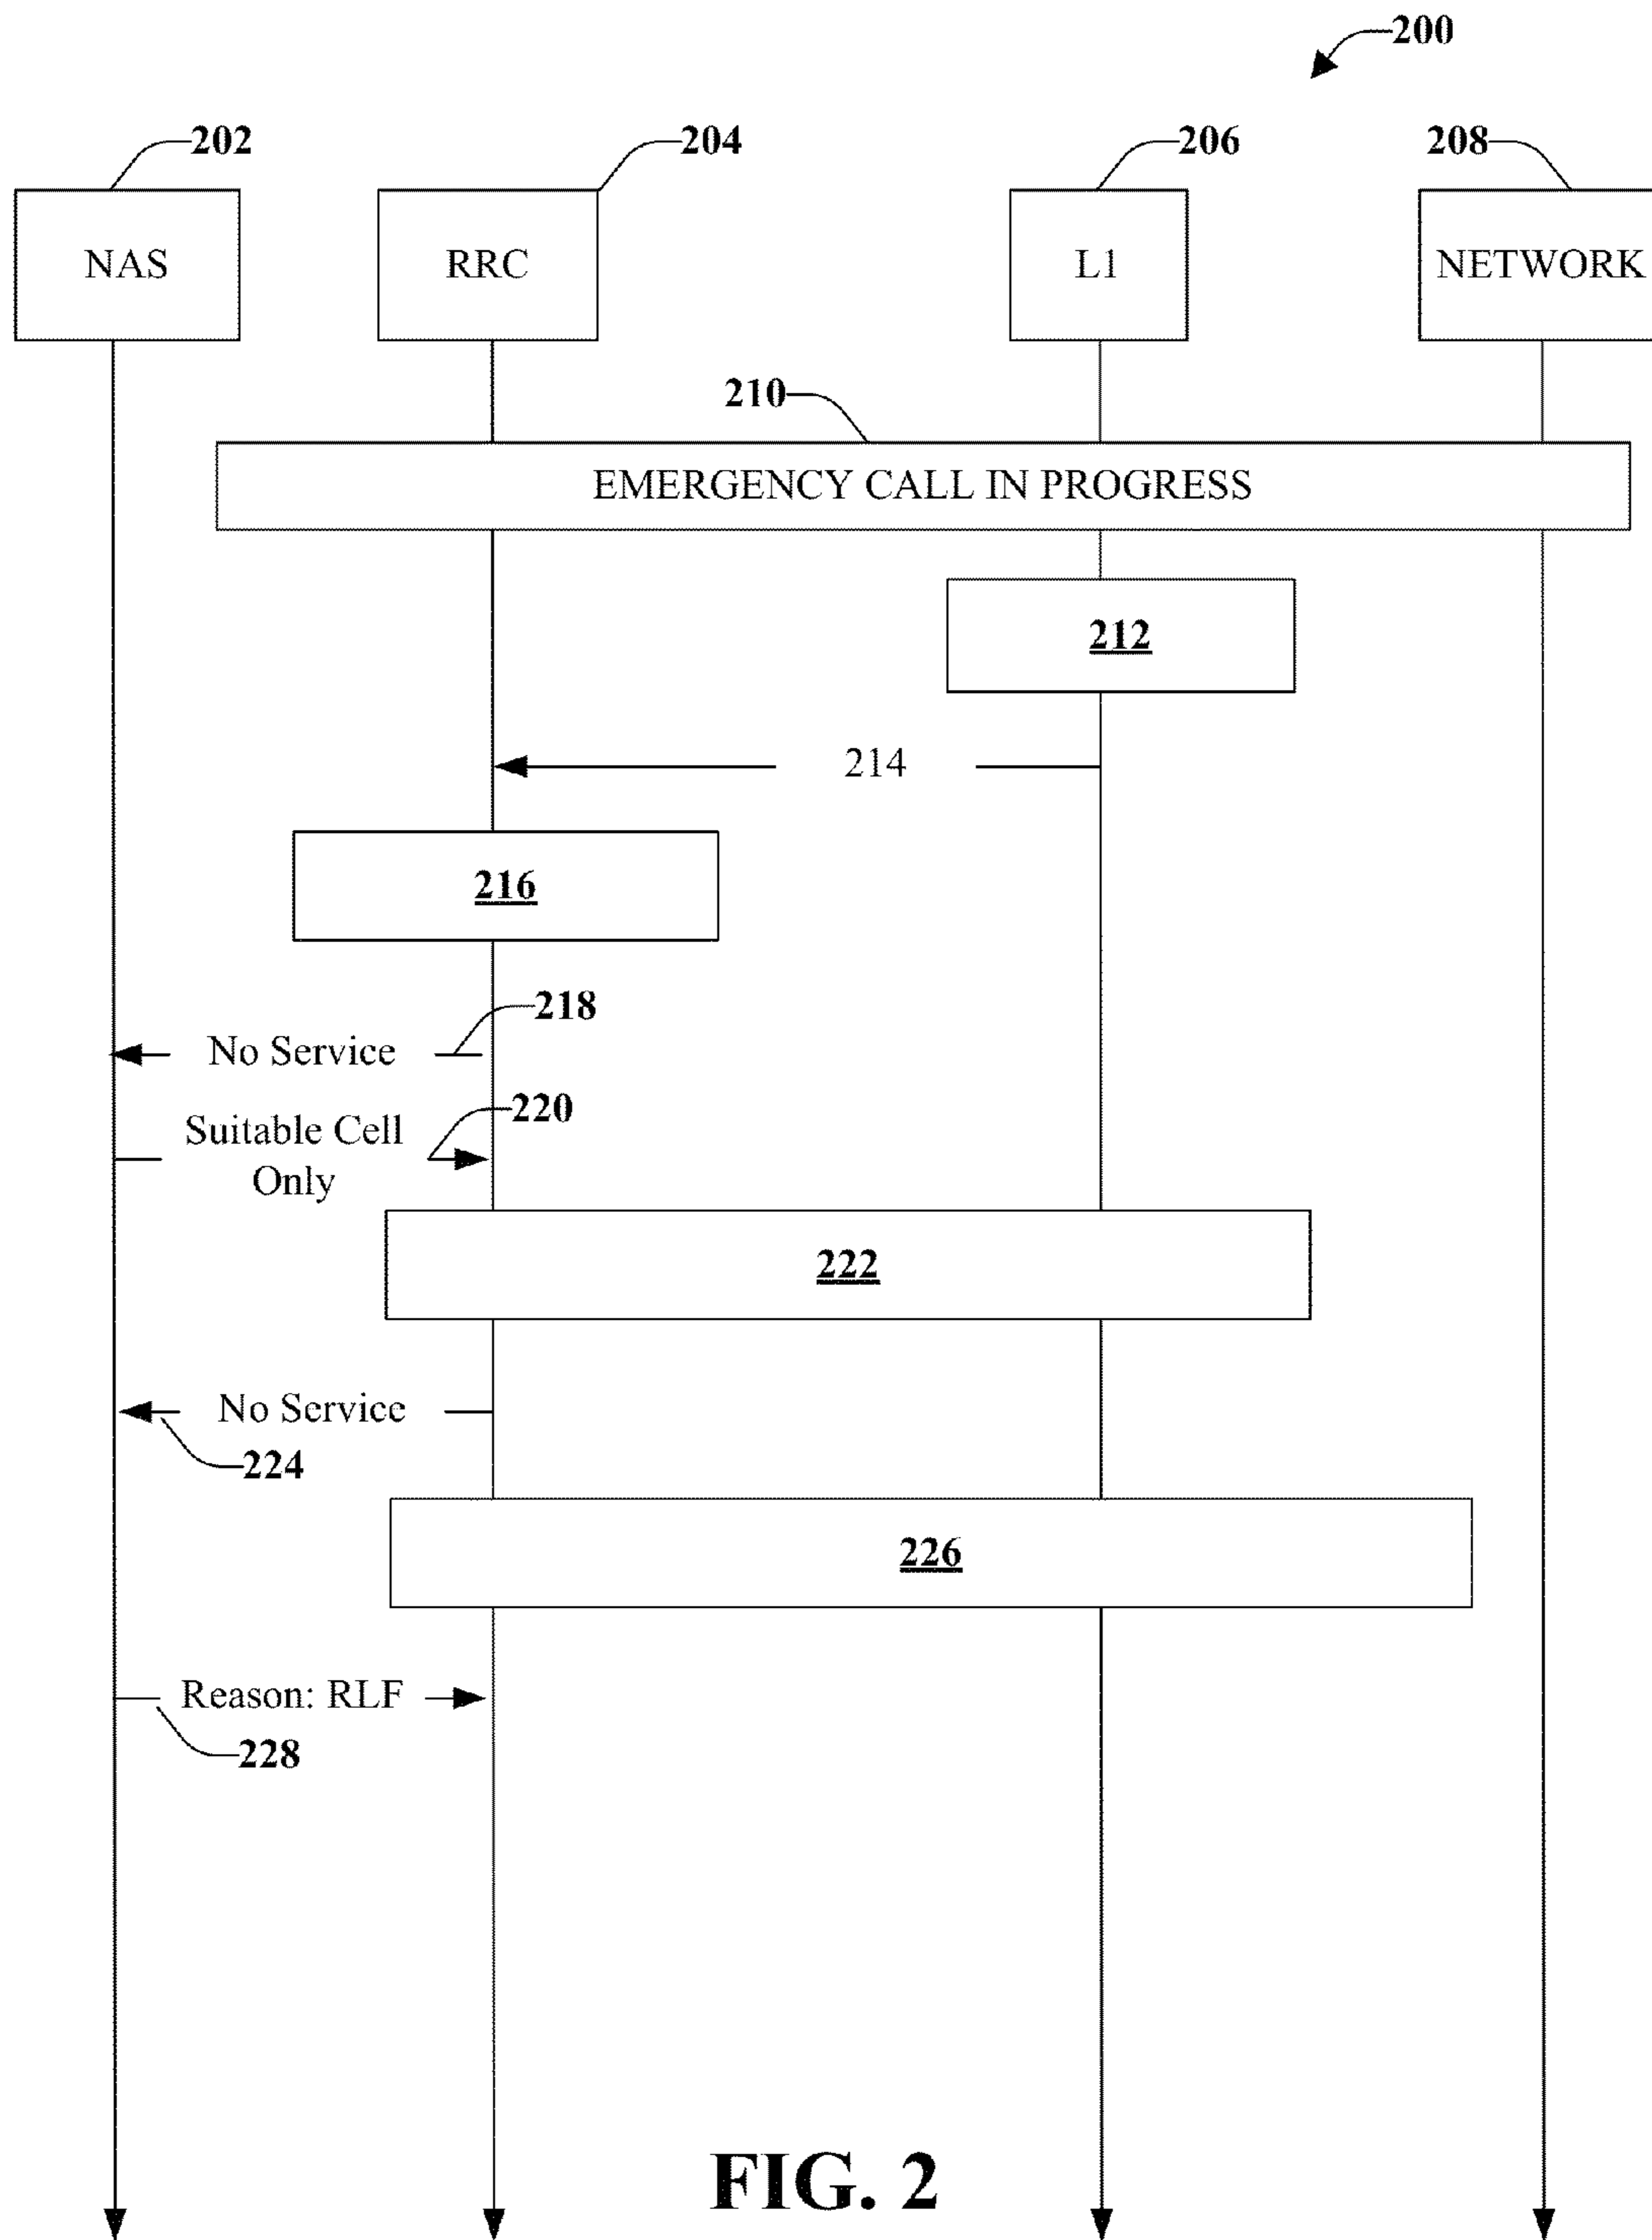 200
202
204
206
208
NAS
RRC
L1
NETWORK
210
EMERGENCY CALL IN PROGRESS
212
214
216
218
No Service
220
Suitable Cell
Only
222
No Service
224
226
Reason: RLF
228
FIG. 2